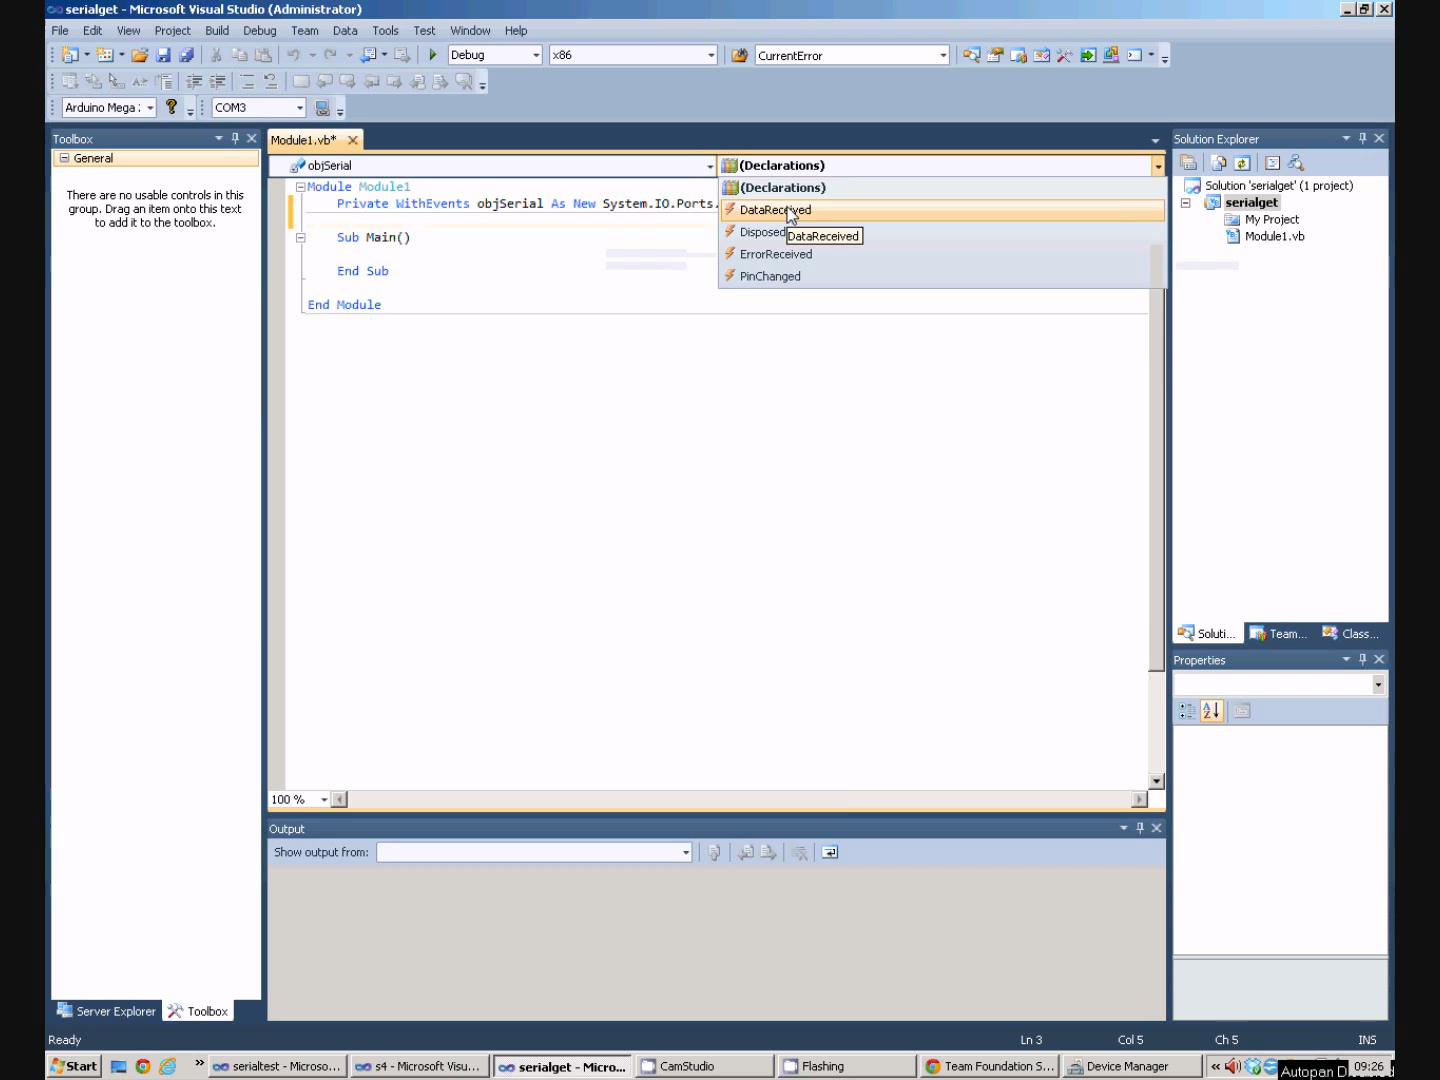 serialget - Microsoft Visual Studio (Administrator)
File Edit View Project Build Debug Team Data Tools Test Window Help
Debug x86 CurrentError
Arduino Mega : COM3
Toolbox
General
There are no usable controls in this
group. Drag an item onto this text
to add it to the toolbox.
Server Explorer Toolbox
Module1.vb*
objSerial (Declarations)
(Declarations)
DataReceived
Disposed
DataReceived
ErrorReceived
PinChanged
Module Module1
Private WithEvents objSerial As New System.IO.Ports.
Sub Main()
End Sub
End Module
100 %
Output
Show output from:
Solution Explorer
Solution 'serialget' (1 project)
serialget
My Project
Module1.vb
Soluti... Team... Class...
Properties
Ready Ln 3 Col 5 Ch 5 INS
Start » serialtest - Microso... s4 - Microsoft Visu... serialget - Micro... CamStudio Flashing Team Foundation S... Device Manager « 09:26